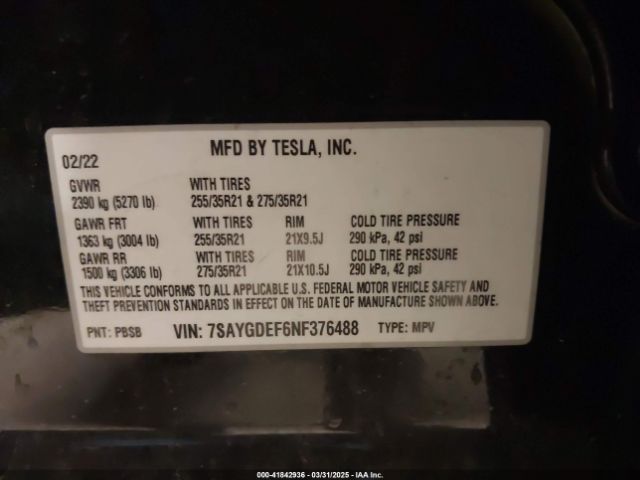 MFD BY TESLA, INC.
02/22
GVWR WITH TIRES
2390 kg (5270 lb) 255/35R21 & 275/35R21
GAWR FRT WITH TIRES RIM COLD TIRE PRESSURE
1363 kg (3004 lb) 255/35R21 21X9.5J 290 kPa, 42 psi
GAWR RR WITH TIRES RIM COLD TIRE PRESSURE
1500 kg (3306 lb) 275/35R21 21X10.5J 290 kPa, 42 psi
THIS VEHICLE CONFORMS TO ALL APPLICABLE U.S. FEDERAL MOTOR VEHICLE SAFETY AND
THEFT PREVENTION STANDARDS IN EFFECT ON THE DATE OF MANUFACTURE SHOWN ABOVE.
PNT: PBSB VIN: 7SAYGDEF6NF376488 TYPE: MPV
000-41842936 - 03/31/2025 - IAA Inc.